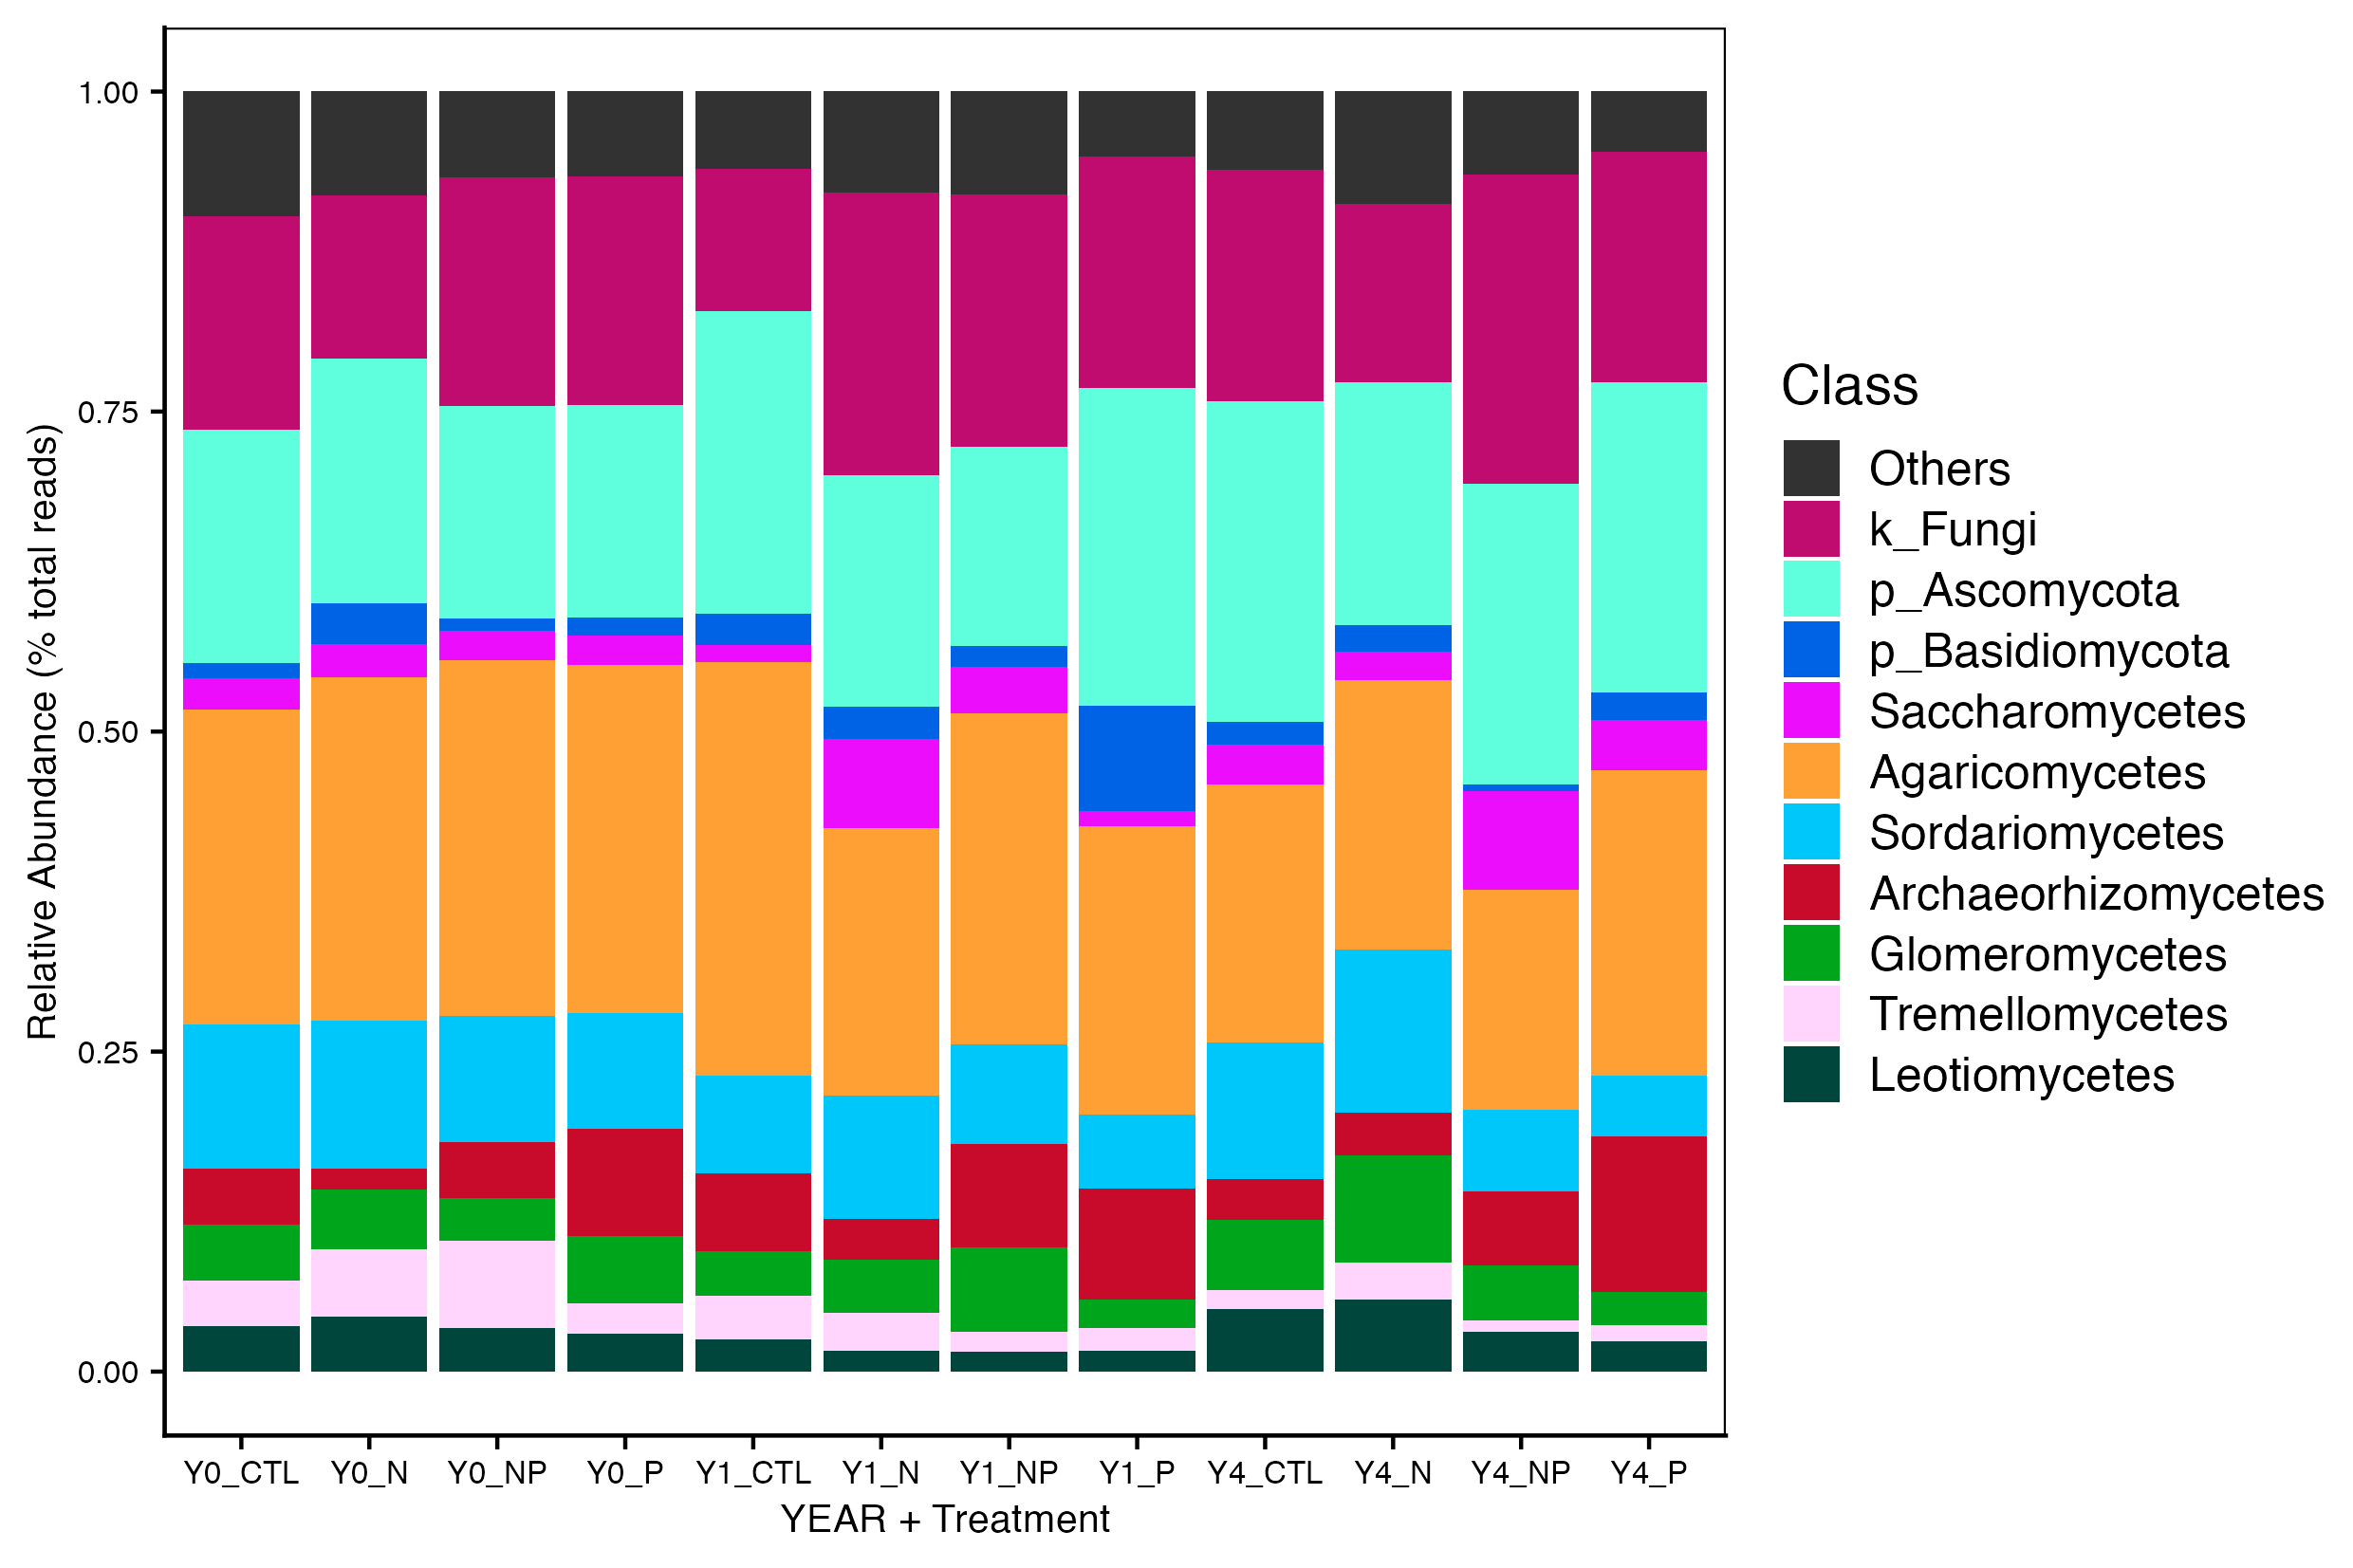 Relative Abundance (% total reads)
1.00
0.75
0.50
0.25
0.00
Y0_CTL Y0_N Y0_NP Y0_P Y1_CTL Y1_N Y1_NP Y1_P Y4_CTL Y4_N Y4_NP Y4_P
YEAR + Treatment
Class
Others
k_Fungi
p_Ascomycota
p_Basidiomycota
Saccharomycetes
Agaricomycetes
Sordariomycetes
Archaeorhizomycetes
Glomeromycetes
Tremellomycetes
Leotiomycetes